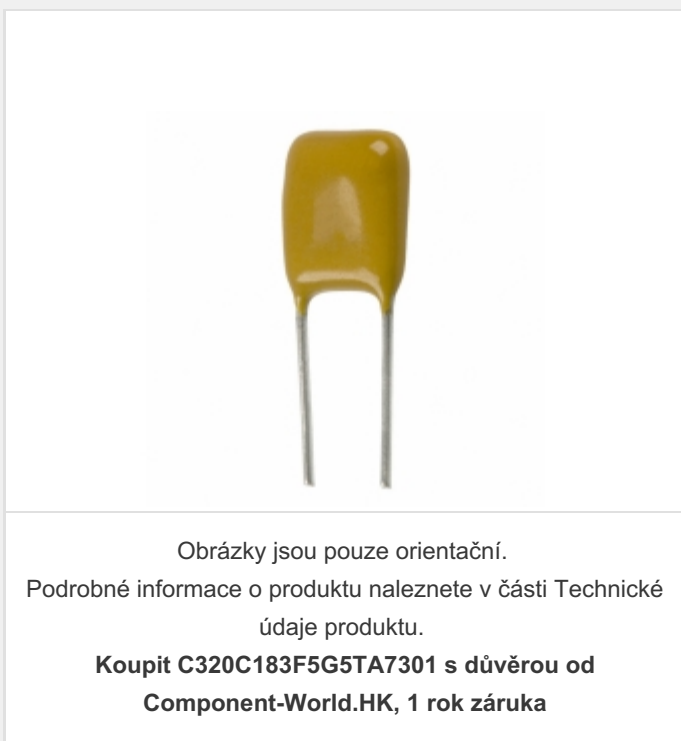 Obrázky jsou pouze orientační.
Podrobné informace o produktu naleznete v části Technické
údaje produktu.
Koupit C320C183F5G5TA7301 s důvěrou od
Component-World.HK, 1 rok záruka